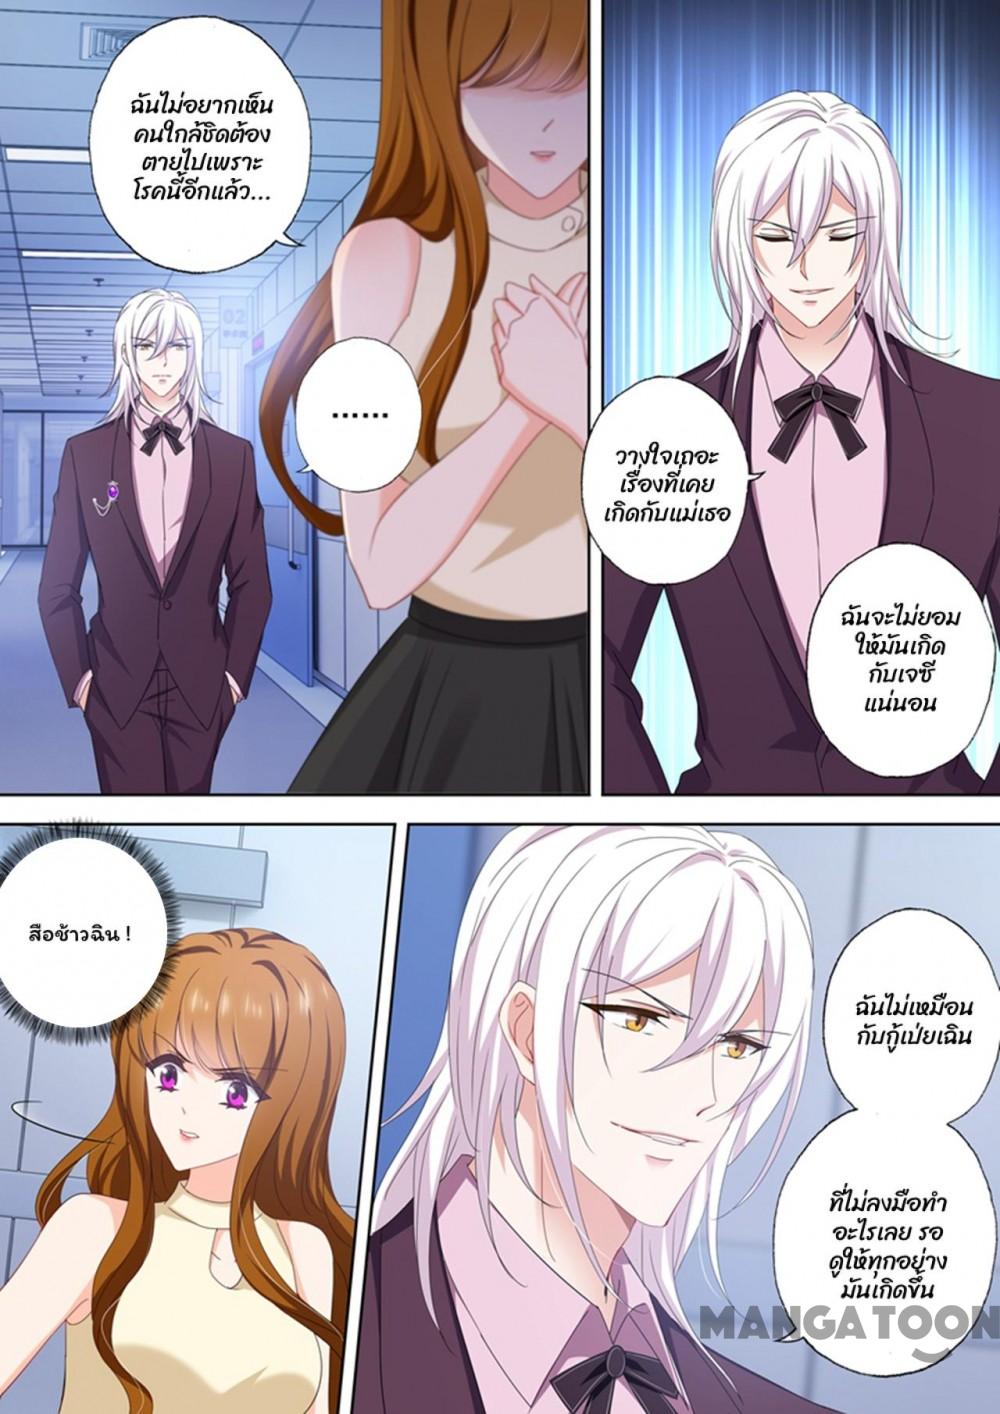 ฉันไม่อยากเห็น
คนใกล้ชิดต้อง
ตายไปเพราะ
โรคนี้อีกแล้ว...
02
......
วางใจเถอะ
เรื่องที่เคย
เกิดกับแม่เธอ
ฉันจะไม่ยอม
ให้มันเกิด
กับเจซี
แน่นอน
สือช้าวฉิน !
ฉันไม่เหมือน
กับกู้เป่ยเฉิน
ที่ไม่ลงมือทำ
อะไรเลย รอ
ดูให้ทุกอย่าง
มันเกิดขึ้น
MANGATOON